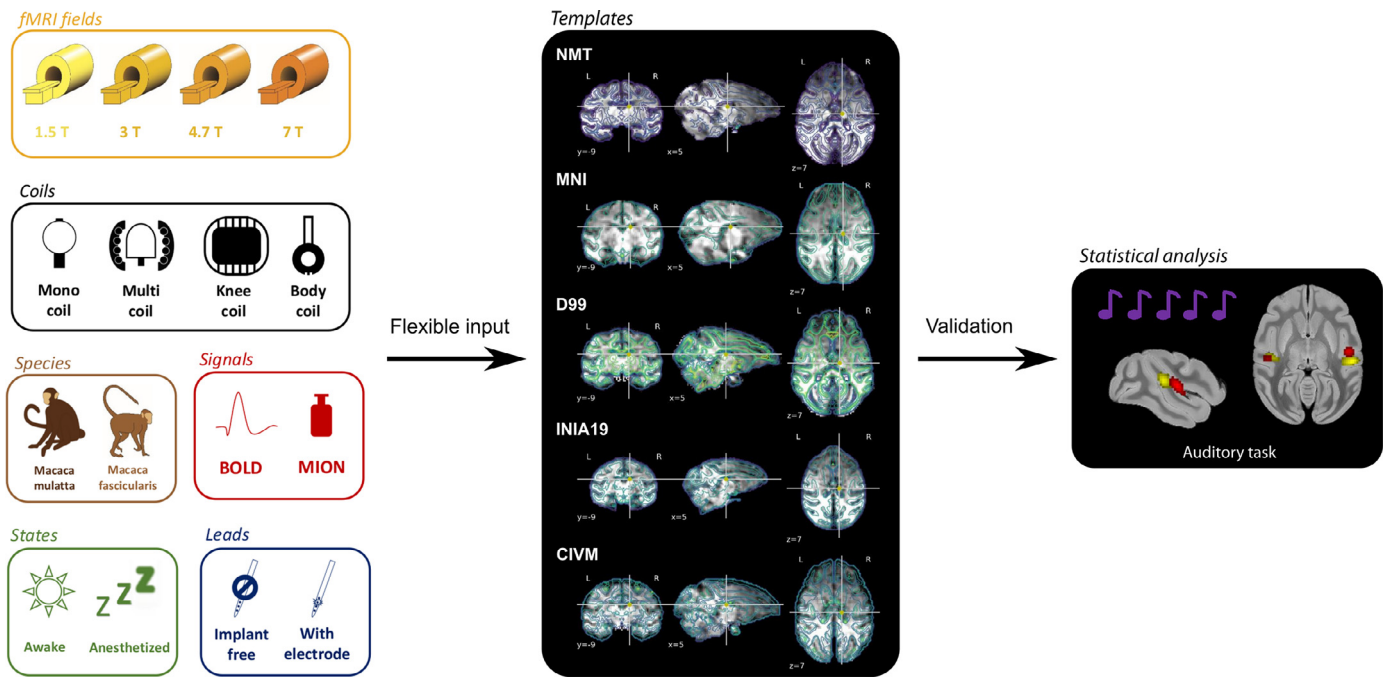 fMRI fields
1.5 T
3 T
4.7 T
7 T
Coils
Mono
coil
Multi
coil
Knee
coil
Body
coil
Species
Macaca
mulatta
Macaca
fascicularis
Signals
BOLD
MION
States
z z z
Awake
Anesthetized
Leads
Implant
free
With
electrode
Flexible input
Templates
NMT
L R
L R
y=-9
x=5
z=7
MNI
L R
L R
y=-9
x=5
z=7
D99
L R
L R
y=-9
x=5
z=7
INIA19
L R
L R
y=-9
x=5
z=7
CIVM
L R
L R
y=-9
x=5
z=7
Validation
Statistical analysis
Auditory task